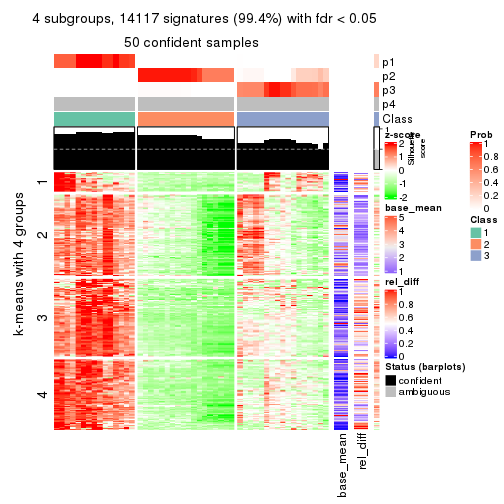 4 subgroups, 14117 signatures (99.4%) with fdr < 0.05
50 confident samples
p1
p2
p3
p4
Class
1
Silhouette
score
k-means with 4 groups
1
2
3
4
base_mean
rel_diff
z-score
2
1
0
-1
-2
base_mean
5
4
3
2
1
rel_diff
1
0.8
0.6
0.4
0.2
0
Status (barplots)
confident
ambiguous
Prob
1
0.8
0.6
0.4
0.2
0
Class
1
2
3